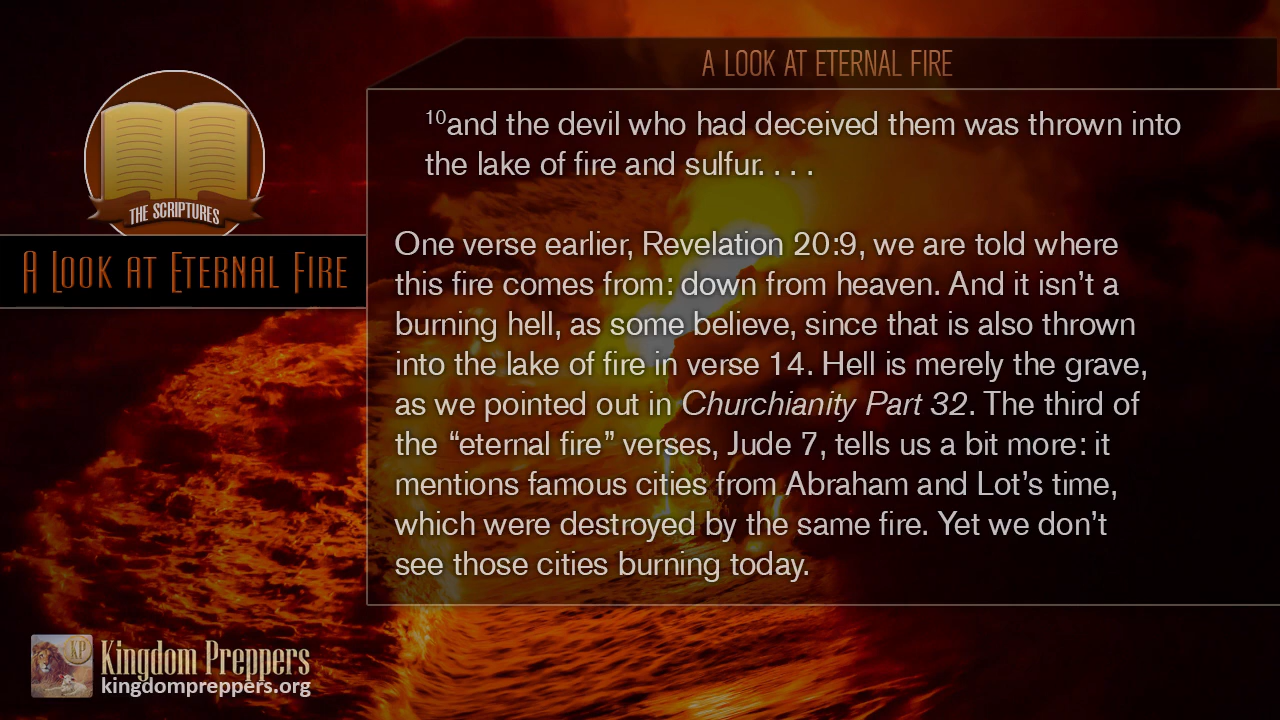 THE SCRIPTURES
A LOOK AT ETERNAL FIRE
A LOOK AT ETERNAL FIRE
10and the devil who had deceived them was thrown into
the lake of fire and sulfur. . . .
One verse earlier, Revelation 20:9, we are told where
this fire comes from: down from heaven. And it isn’t a
burning hell, as some believe, since that is also thrown
into the lake of fire in verse 14. Hell is merely the grave,
as we pointed out in Churchianity Part 32. The third of
the “eternal fire” verses, Jude 7, tells us a bit more: it
mentions famous cities from Abraham and Lot’s time,
which were destroyed by the same fire. Yet we don’t
see those cities burning today.
KP
Kingdom Preppers
kingdompreppers.org